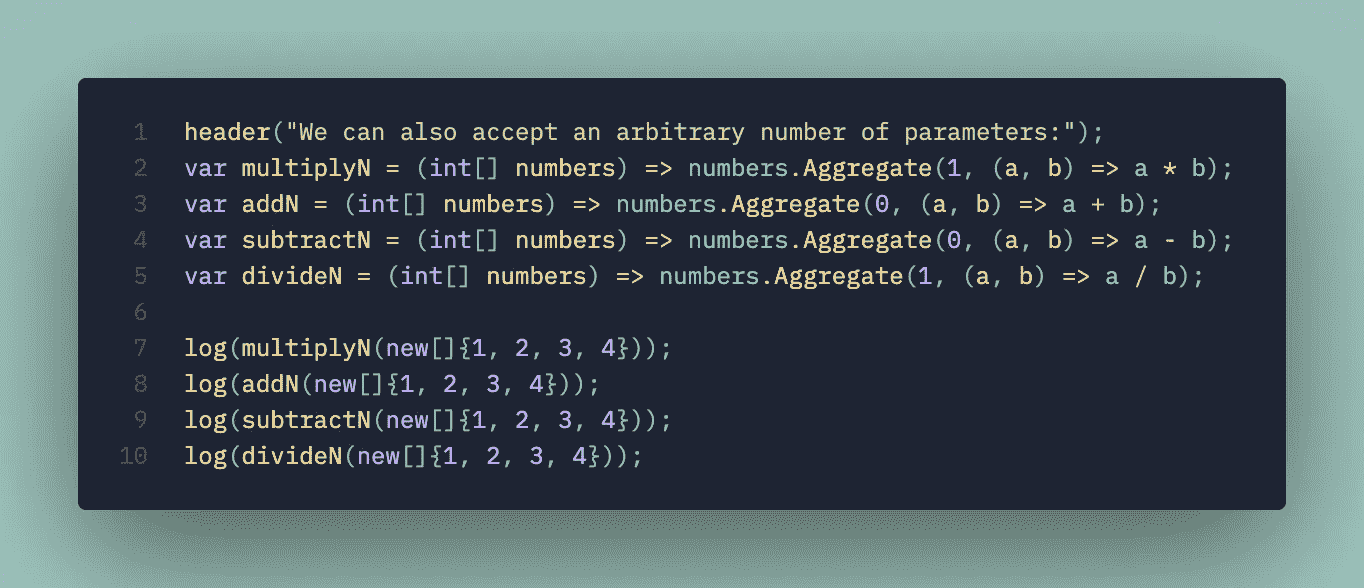 1 header("We can also accept an arbitrary number of parameters:");
2 var multiplyN = (int[] numbers) => numbers.Aggregate(1, (a, b) => a * b);
3 var addN = (int[] numbers) => numbers.Aggregate(0, (a, b) => a + b);
4 var subtractN = (int[] numbers) => numbers.Aggregate(0, (a, b) => a - b);
5 var divideN = (int[] numbers) => numbers.Aggregate(1, (a, b) => a / b);
6
7 log(multiplyN(new[]{1, 2, 3, 4}));
8 log(addN(new[]{1, 2, 3, 4}));
9 log(subtractN(new[]{1, 2, 3, 4}));
10 log(divideN(new[]{1, 2, 3, 4}));